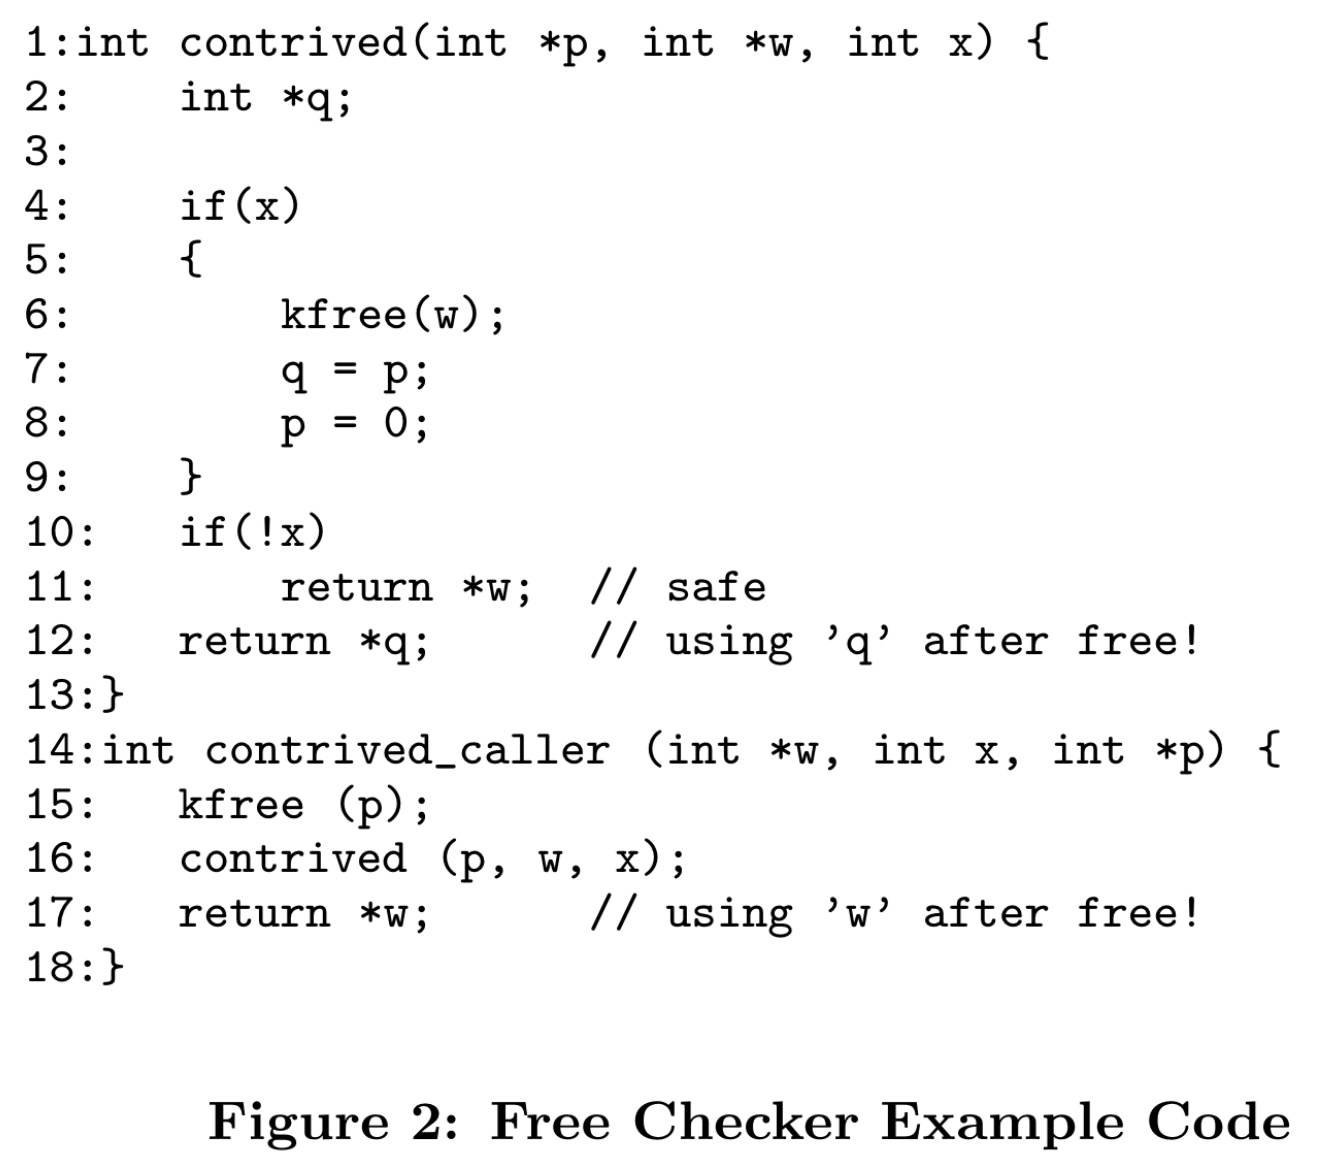 1:int contrived(int *p, int *w, int x) {
2:    int *q;
3:
4:    if(x)
5:    {
6:        kfree(w);
7:        q = p;
8:        p = 0;
9:    }
10:   if(!x)
11:       return *w;  // safe
12:   return *q;      // using ’q’ after free!
13:}
14:int contrived_caller (int *w, int x, int *p) {
15:   kfree (p);
16:   contrived (p, w, x);
17:   return *w;      // using ’w’ after free!
18:}
Figure 2: Free Checker Example Code